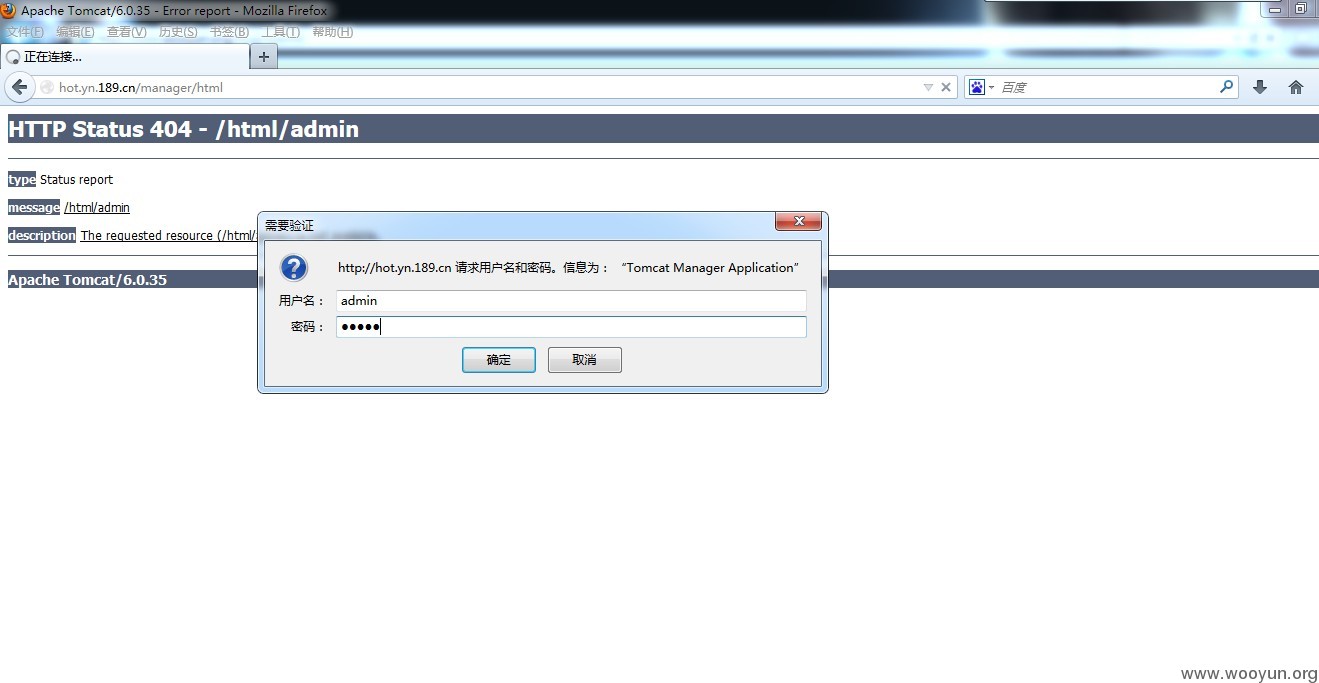 Apache Tomcat/6.0.35 - Error report - Mozilla Firefox
文件(F) 编辑(E) 查看(V) 历史(S) 书签(B) 工具(T) 帮助(H)
正在连接...
hot.yn.189.cn/manager/html
百度
HTTP Status 404 - /html/admin
type Status report
message /html/admin
description The requested resource (/html/
Apache Tomcat/6.0.35
需要验证
http://hot.yn.189.cn 请求用户名和密码。信息为： “Tomcat Manager Application”
用户名： admin
密码： ●●●●●
确定 取消
www.wooyun.org